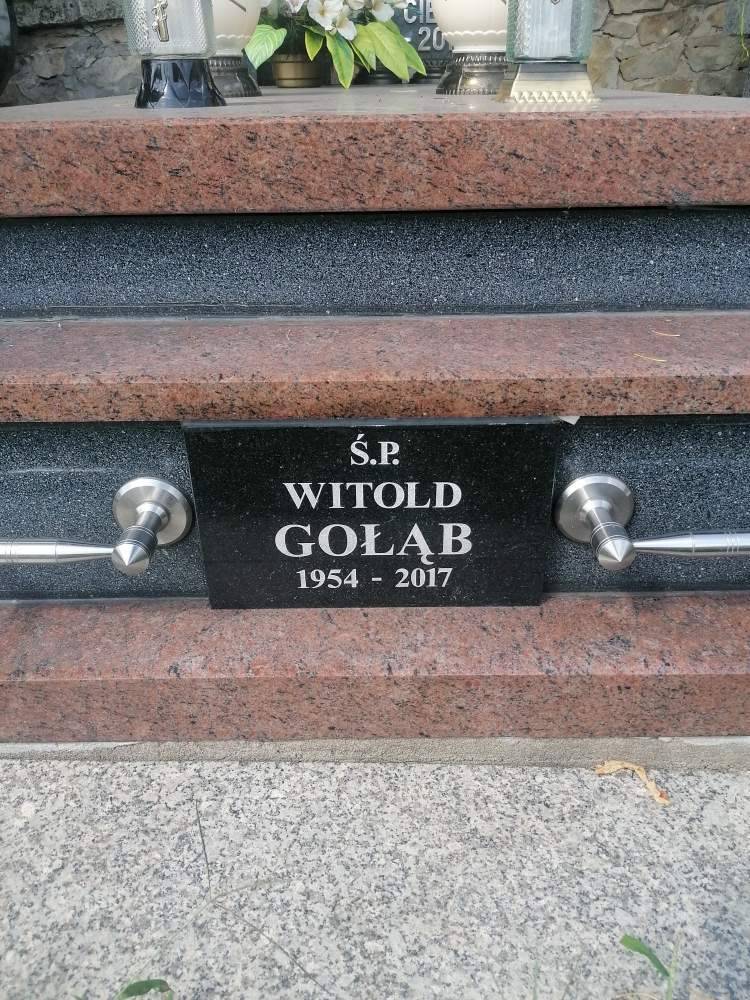 Ś.P.
WITOLD
GOŁĄB
1954 - 2017